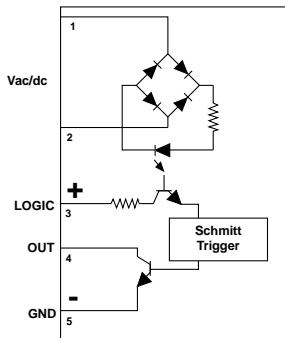 1
Vac/dc
2
+
LOGIC
3
Schmitt
Trigger
OUT
4
-
GND
5